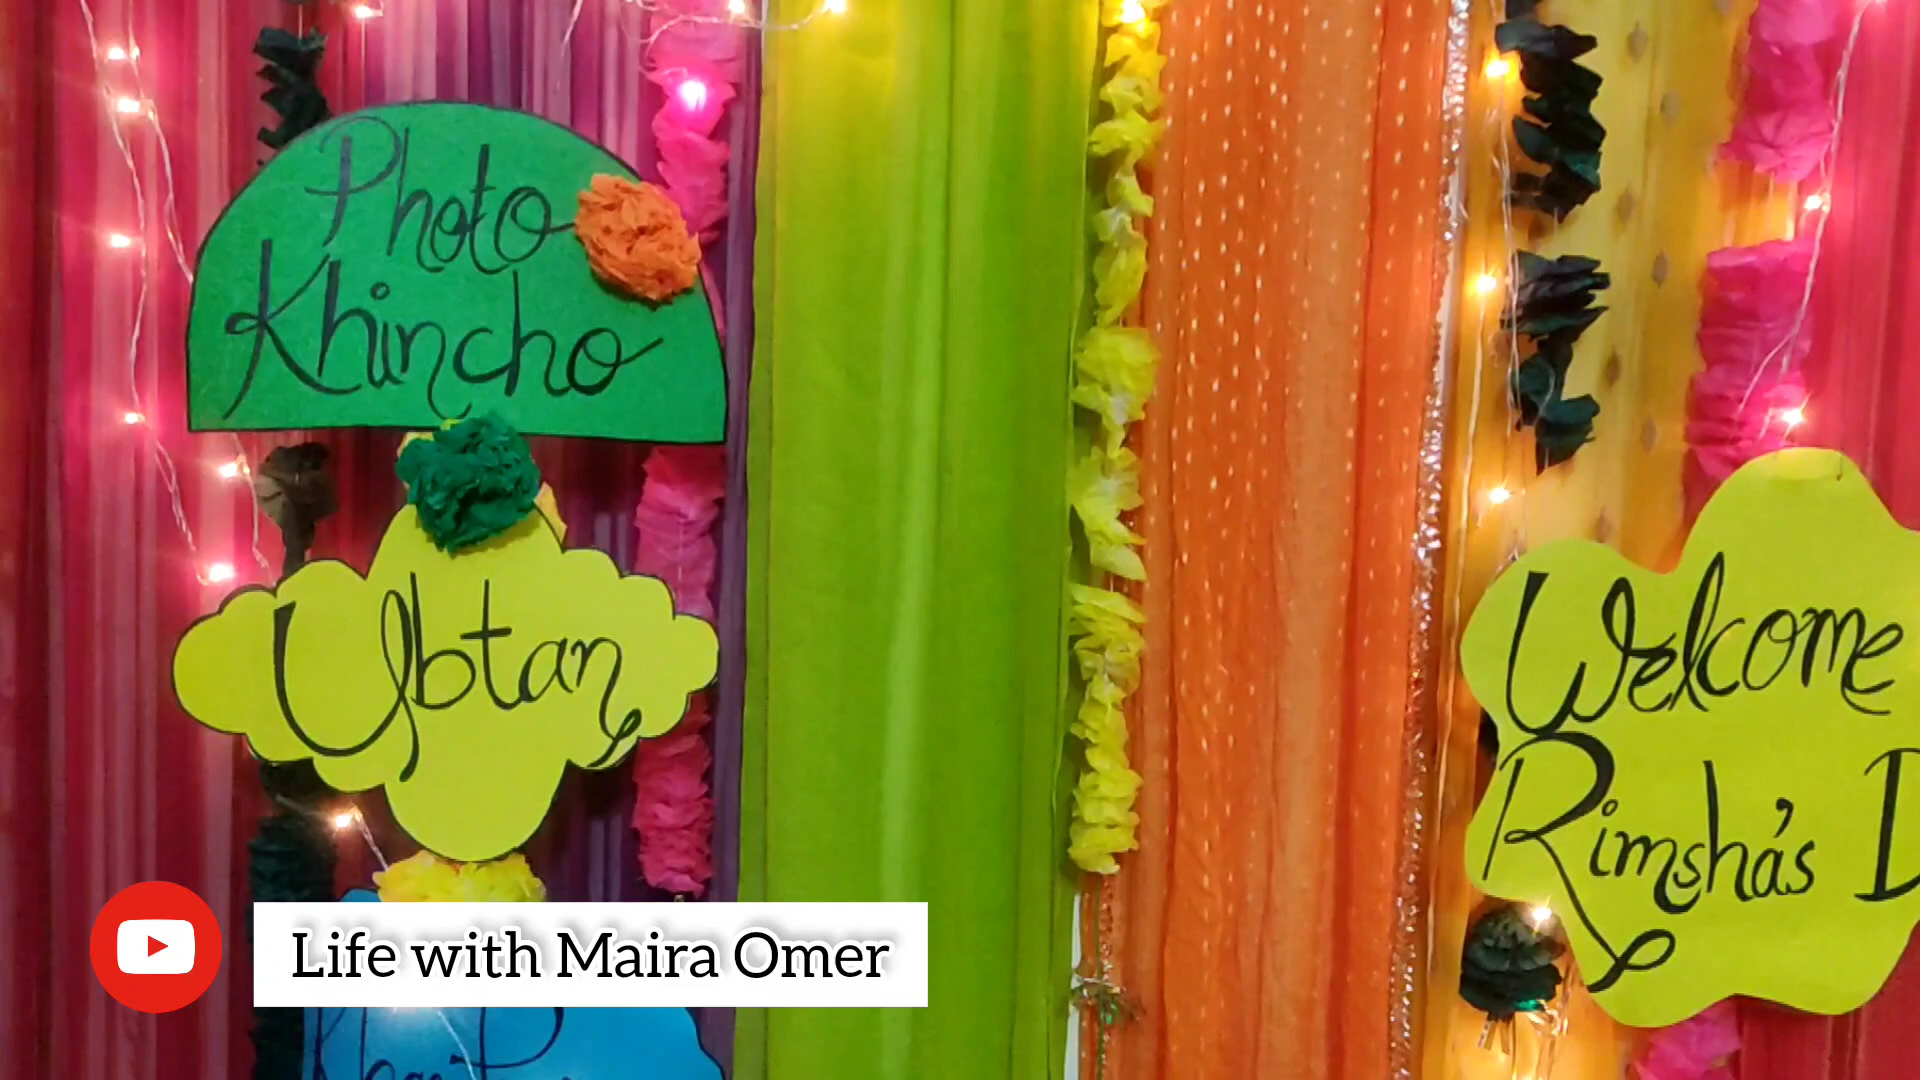 Photo
Khincho
Ubtan
Welcome
Rimsha's D
Life with Maira Omer